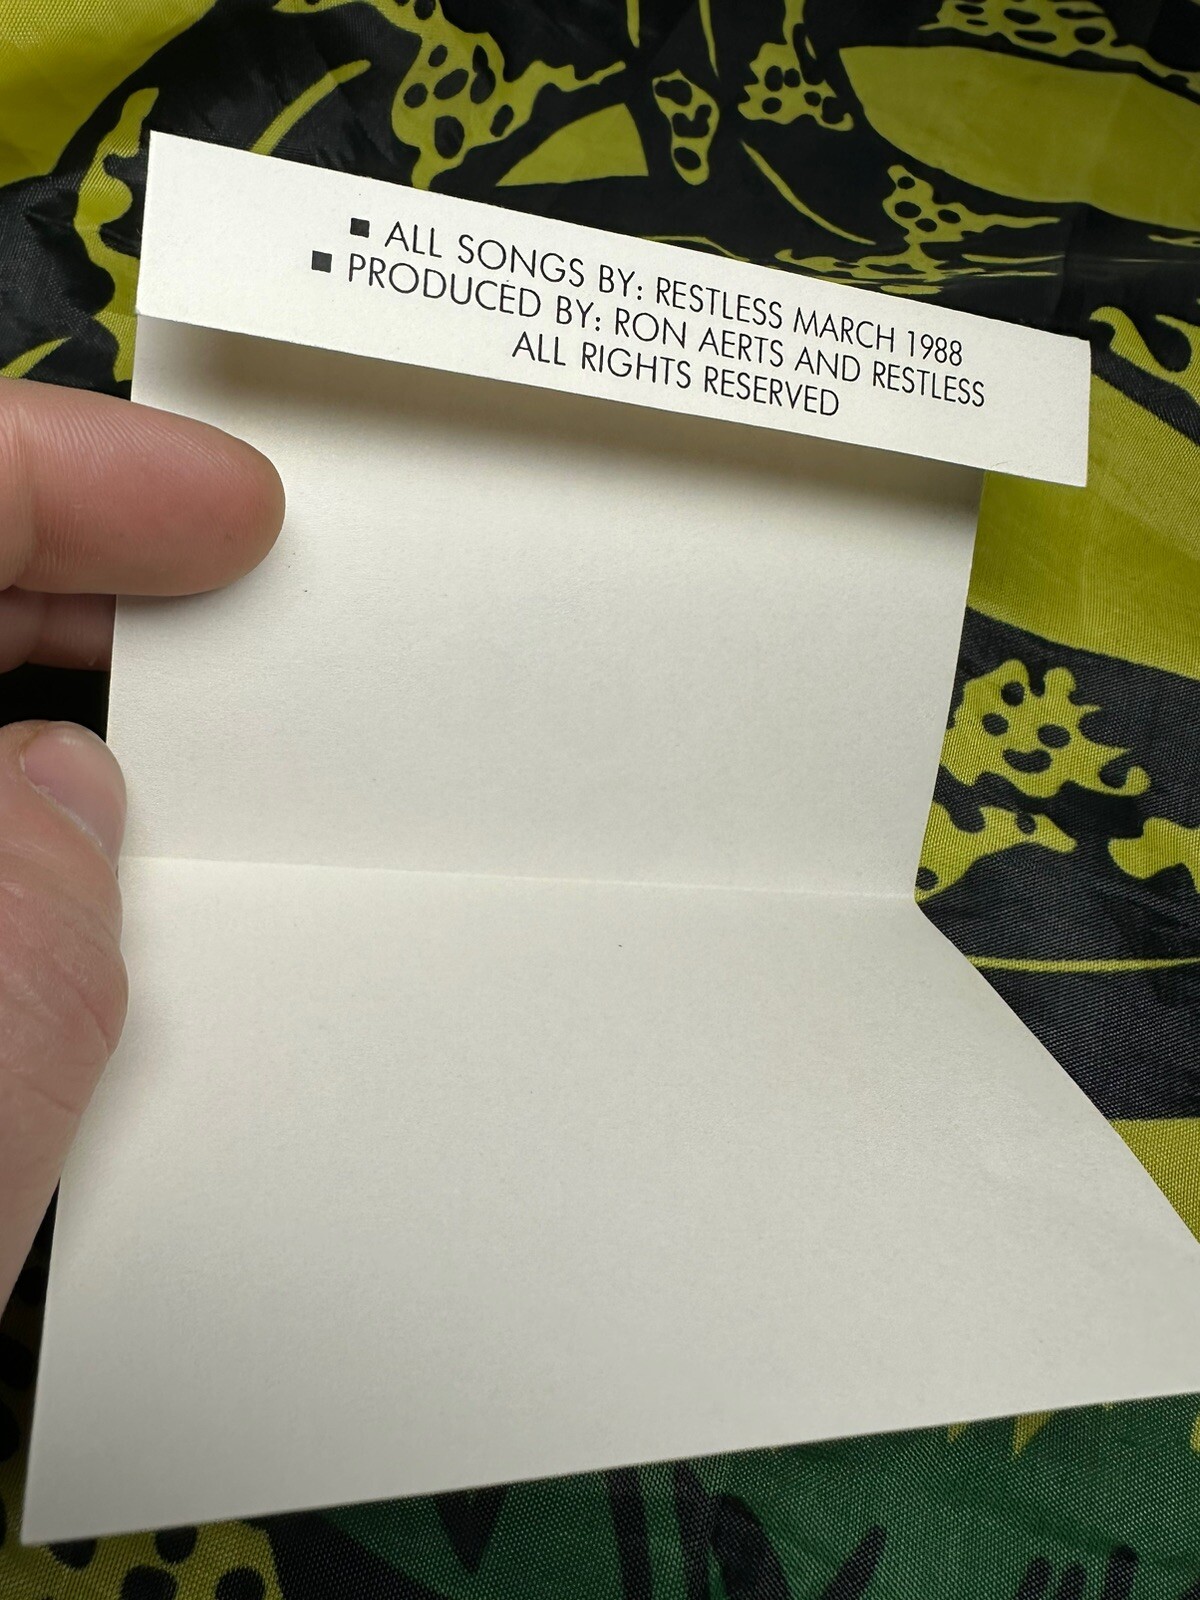 ■ ALL SONGS BY: RESTLESS MARCH 1988
■ PRODUCED BY: RON AERTS AND RESTLESS
ALL RIGHTS RESERVED